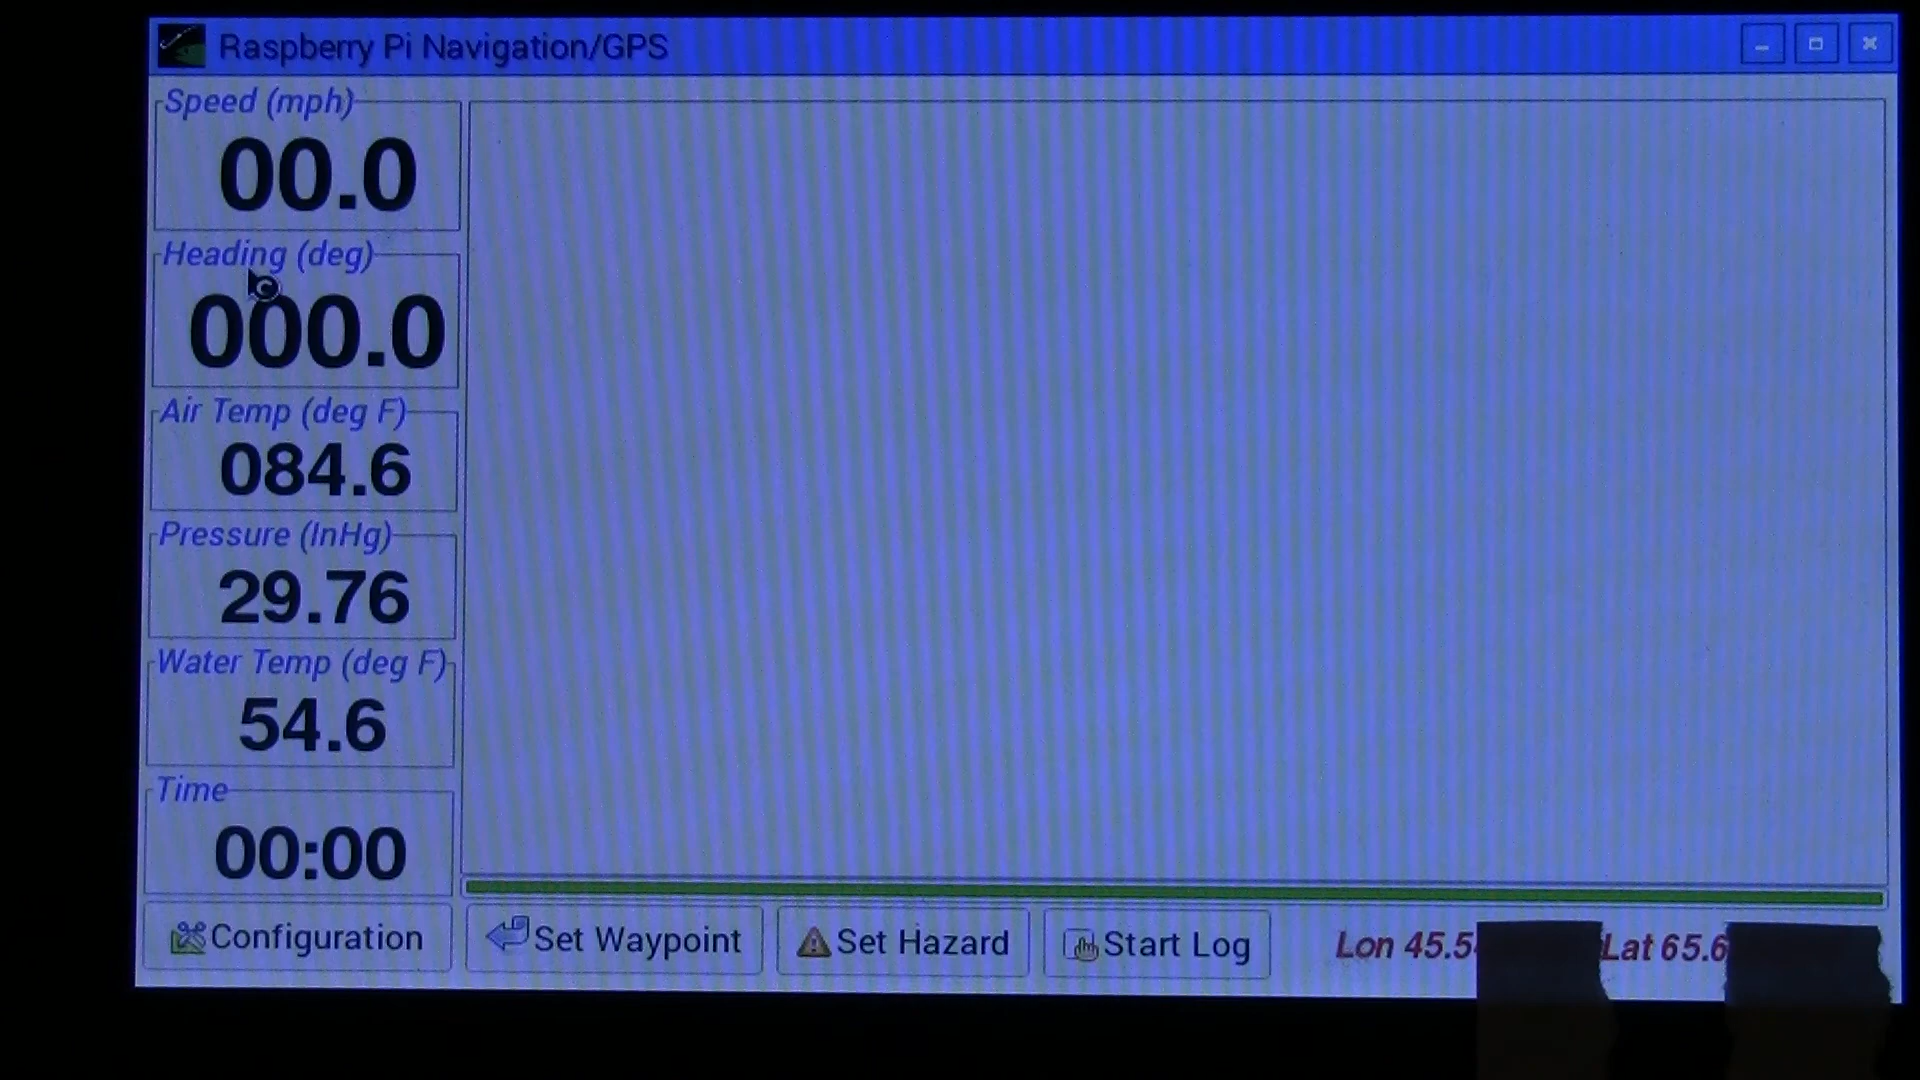 Raspberry Pi Navigation/GPS
Speed (mph)
00.0
Heading (deg)
000.0
Air Temp (deg F)
084.6
Pressure (InHg)
29.76
Water Temp (deg F)
54.6
Time
00:00
Configuration Set Waypoint Set Hazard Start Log Lon 45.5 Lat 65.6